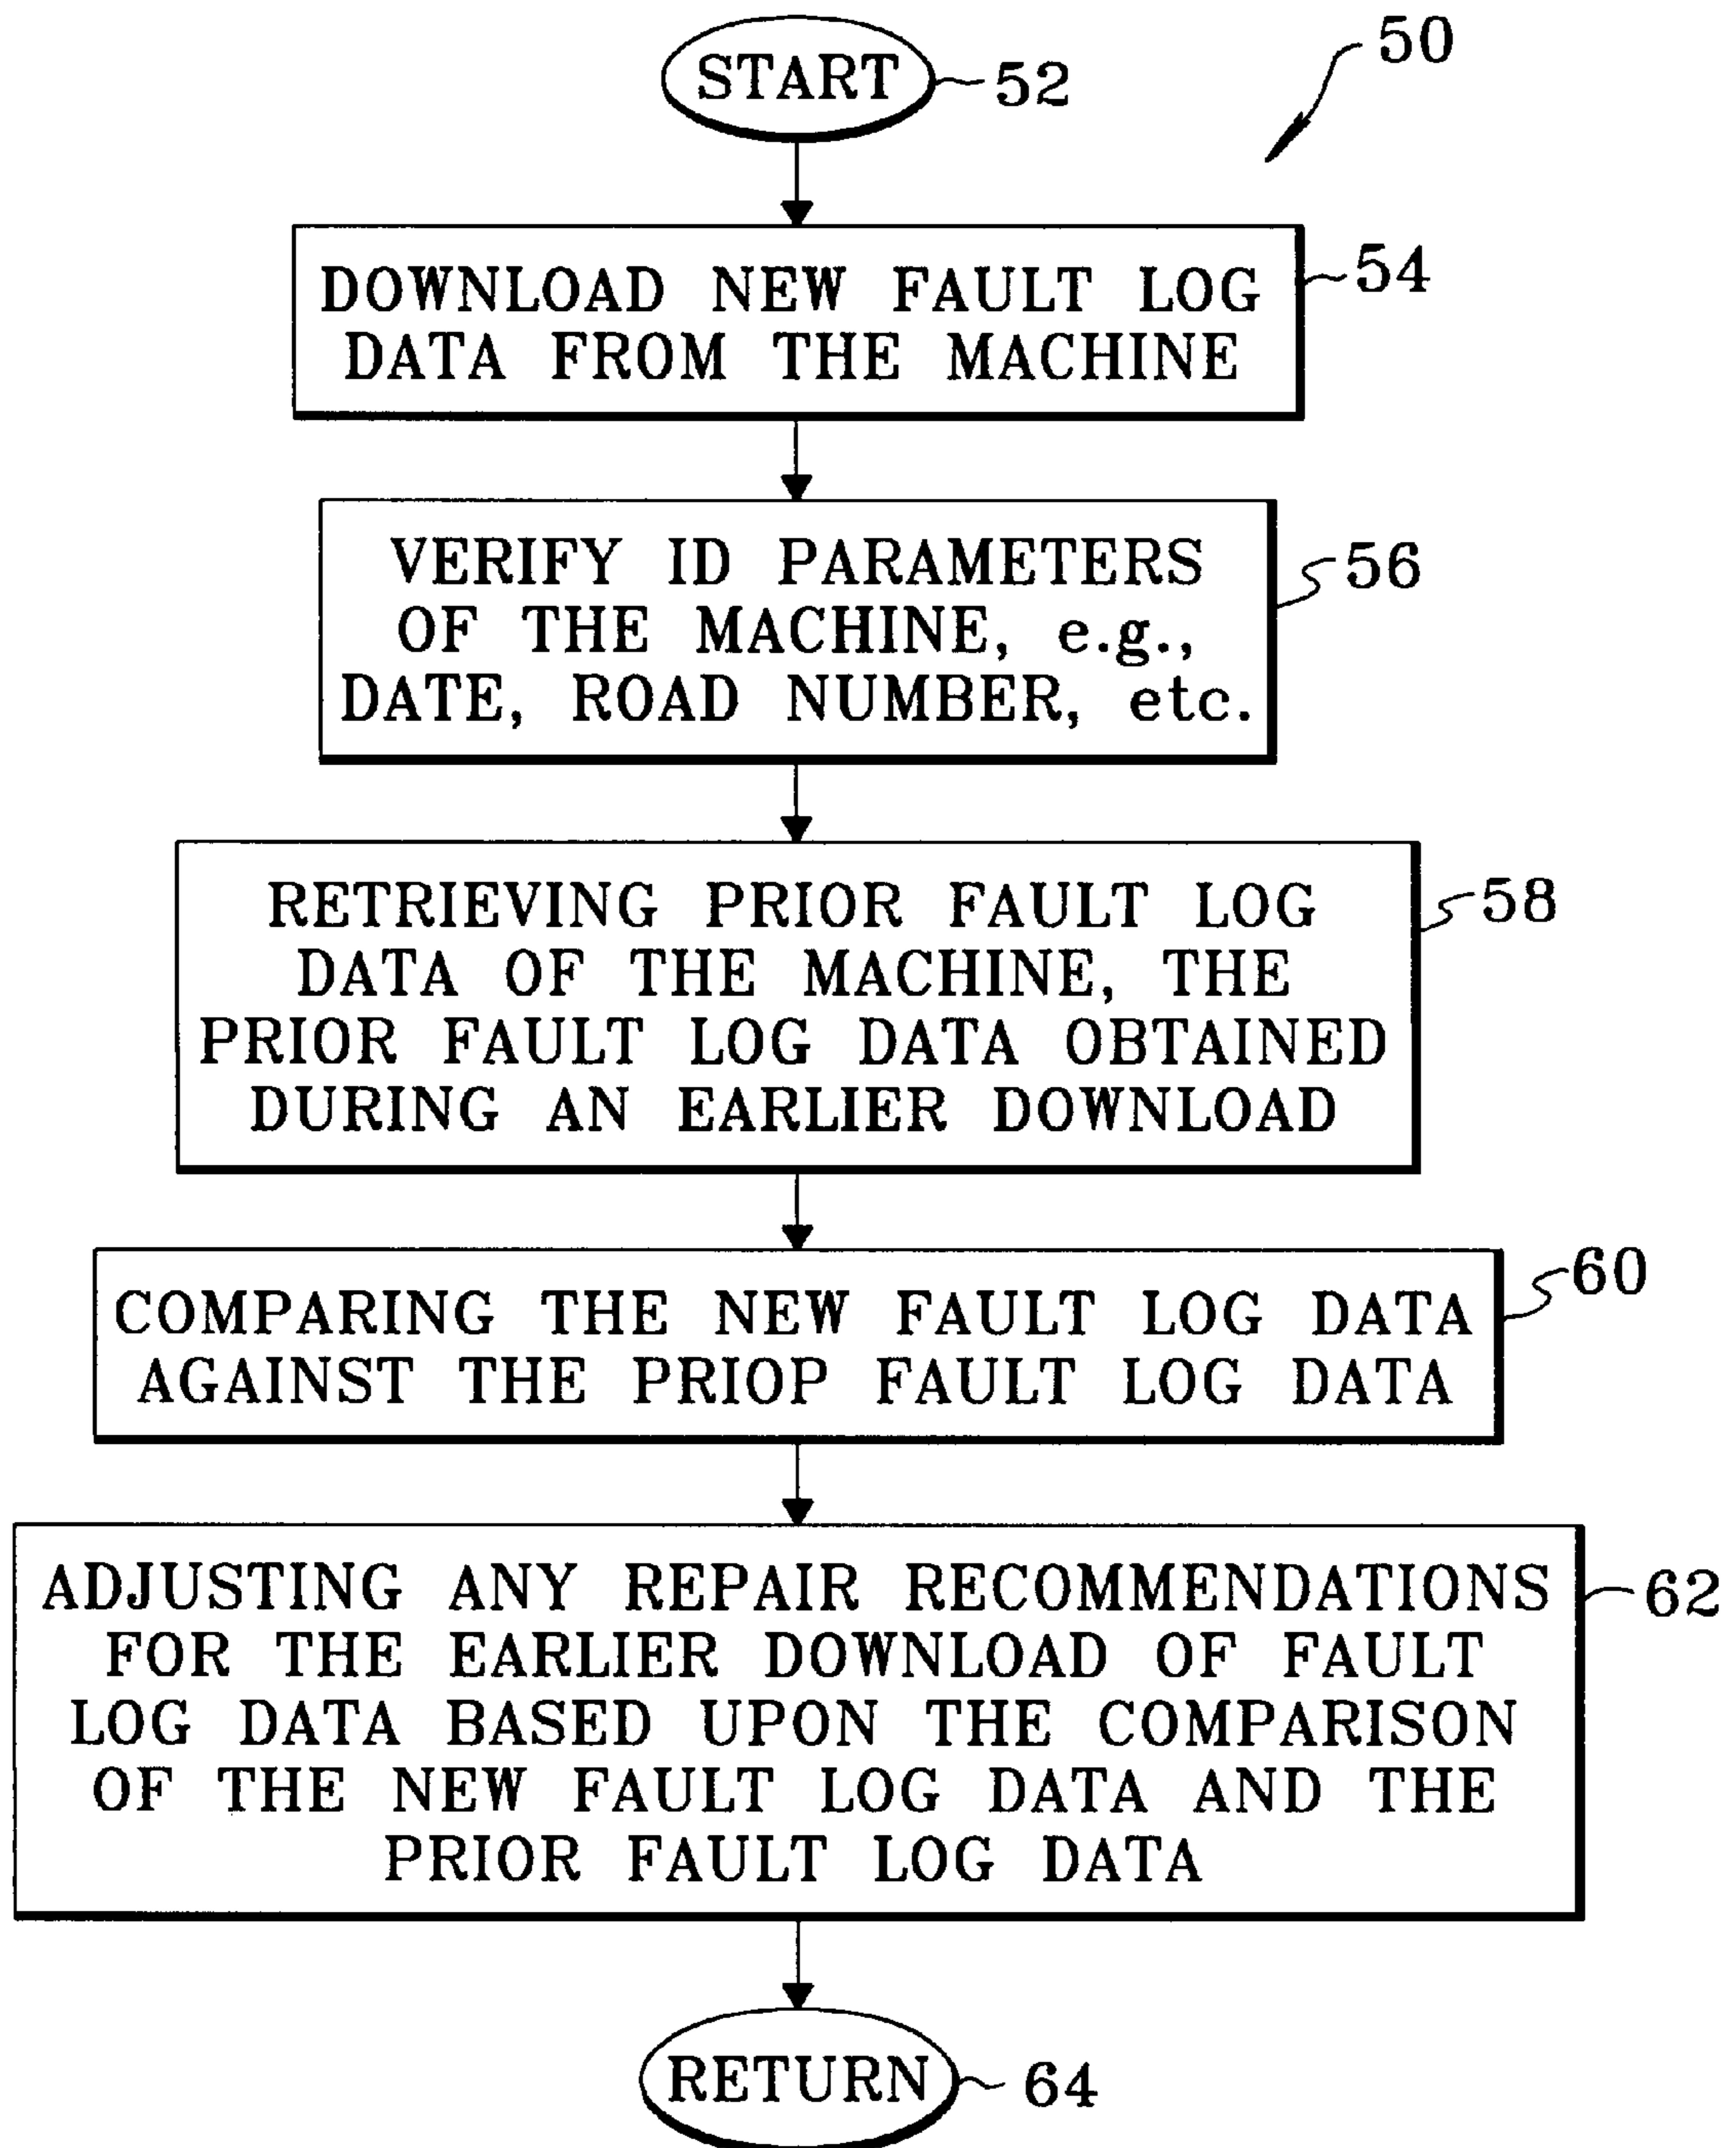 50
START
52
DOWNLOAD NEW FAULT LOG
DATA FROM THE MACHINE
54
VERIFY ID PARAMETERS
OF THE MACHINE, e.g.,
DATE, ROAD NUMBER, etc.
56
RETRIEVING PRIOR FAULT LOG
DATA OF THE MACHINE, THE
PRIOR FAULT LOG DATA OBTAINED
DURING AN EARLIER DOWNLOAD
58
COMPARING THE NEW FAULT LOG DATA
AGAINST THE PRIOP FAULT LOG DATA
60
ADJUSTING ANY REPAIR RECOMMENDATIONS
FOR THE EARLIER DOWNLOAD OF FAULT
LOG DATA BASED UPON THE COMPARISON
OF THE NEW FAULT LOG DATA AND THE
PRIOR FAULT LOG DATA
62
RETURN
64